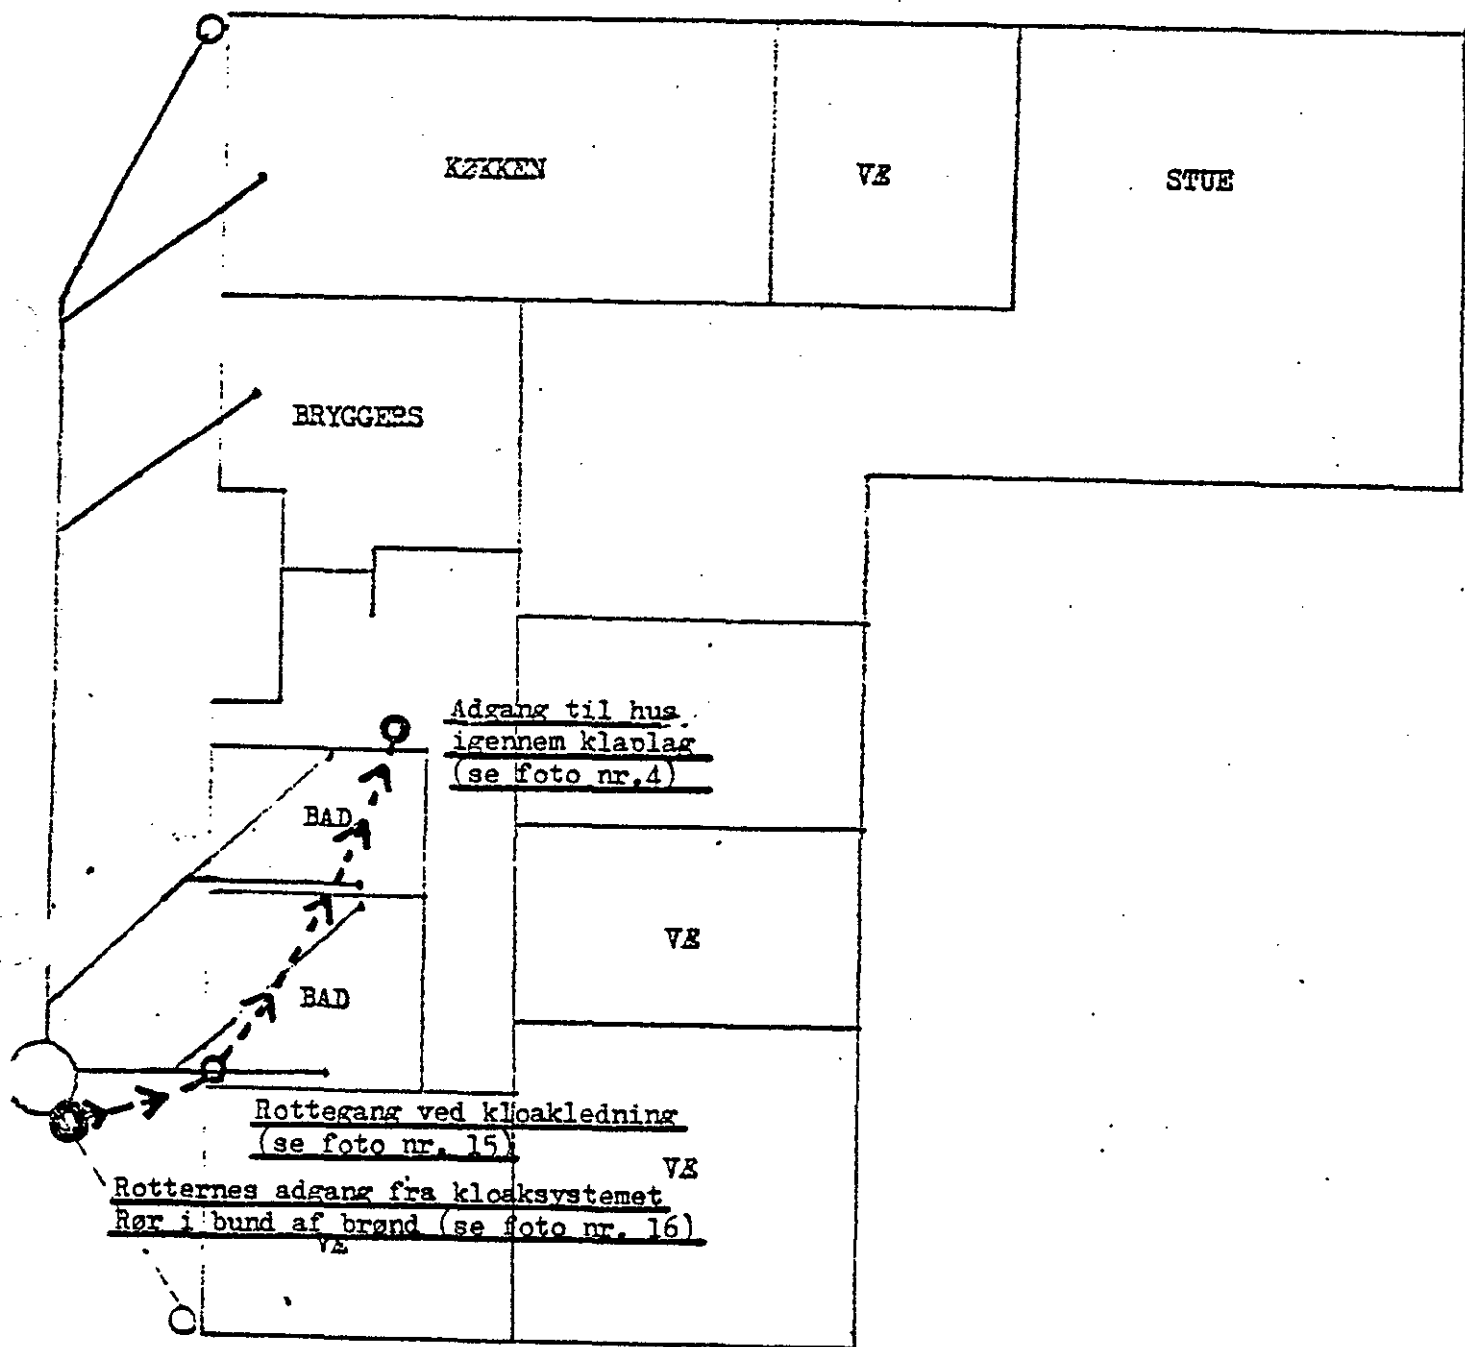 KØKKEN
VÆ
STUE
BRYGGERS
Adgang til hus
igennem klaplag
(se foto nr.4)
BAD
VÆ
BAD
Rottegang ved kloakledning
(se foto nr. 15)
VÆ
Rotternes adgang fra kloaksystemet
Rør i bund af brønd (se foto nr. 16)
VÆ